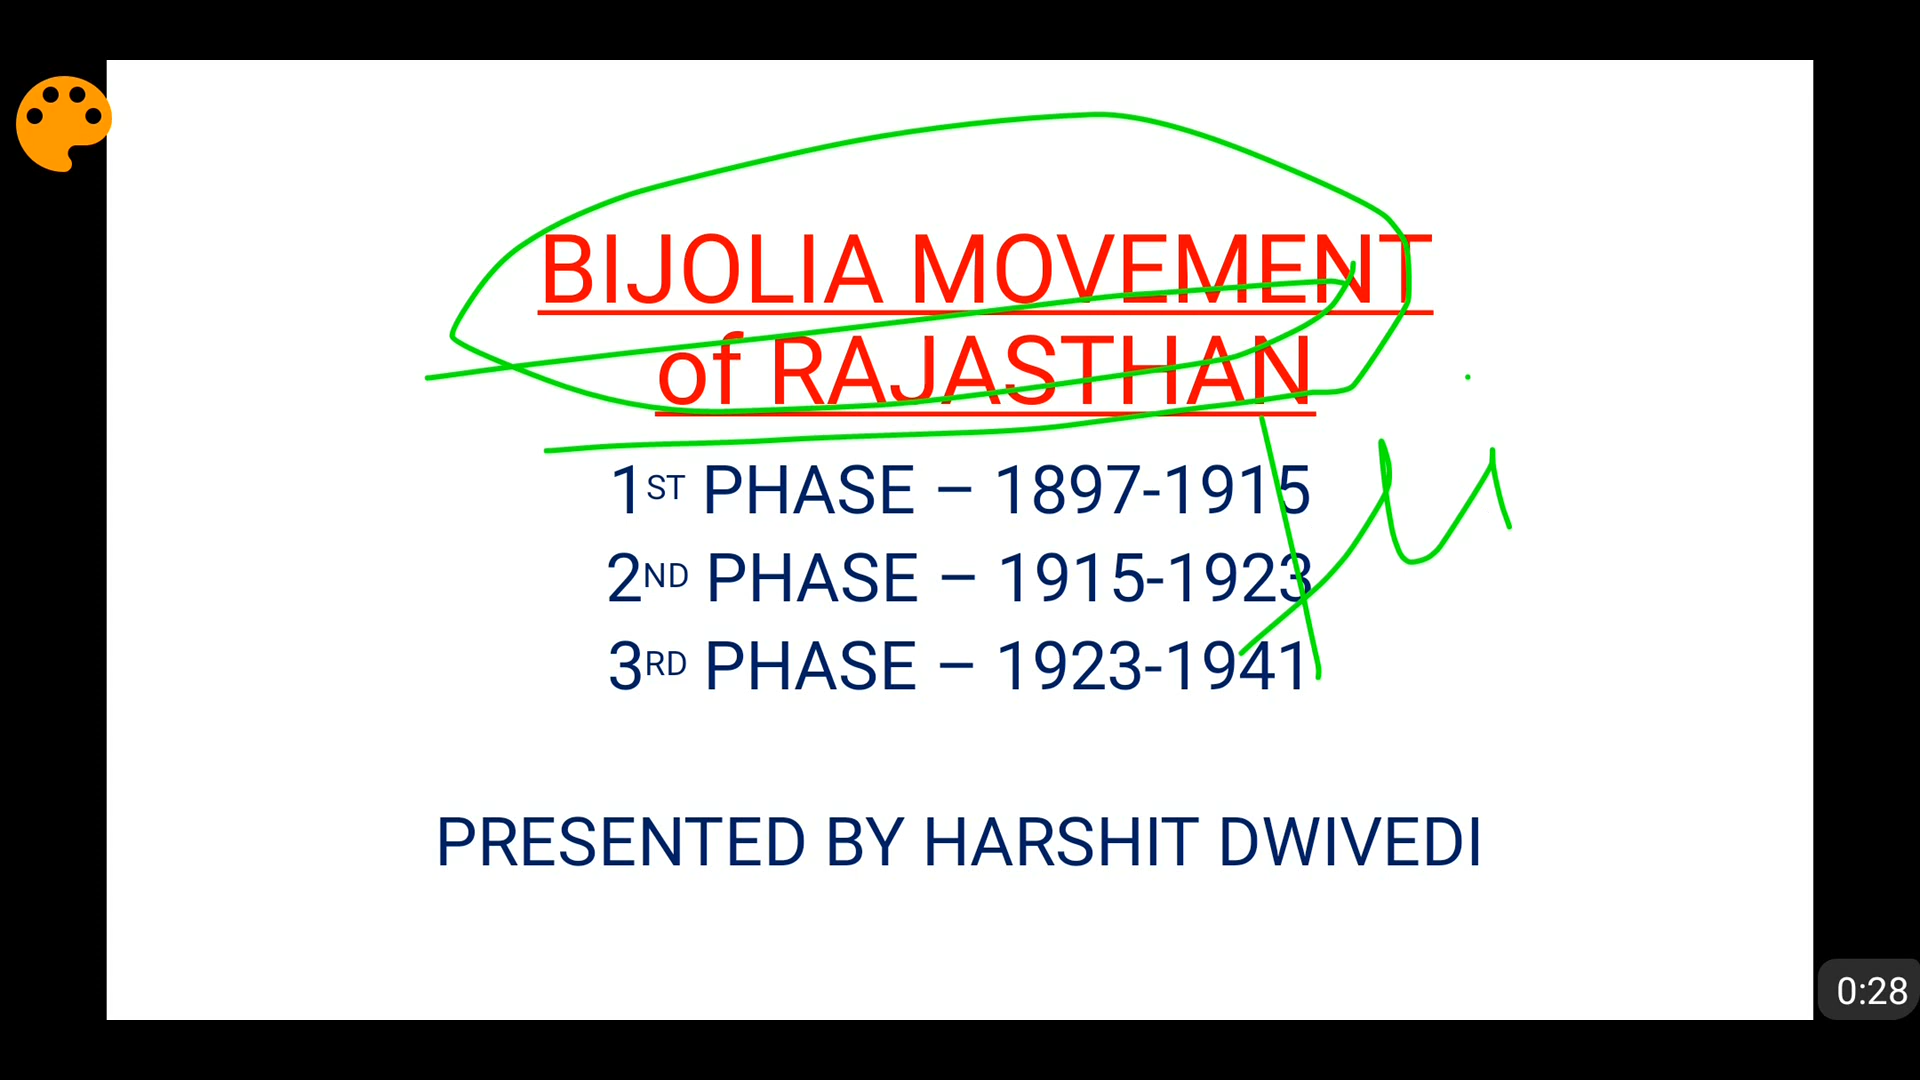 BIJOLIA MOVEMENT
of RAJASTHAN
1ST PHASE – 1897-1915
2ND PHASE – 1915-1923
3RD PHASE – 1923-1941
PRESENTED BY HARSHIT DWIVEDI
0:28